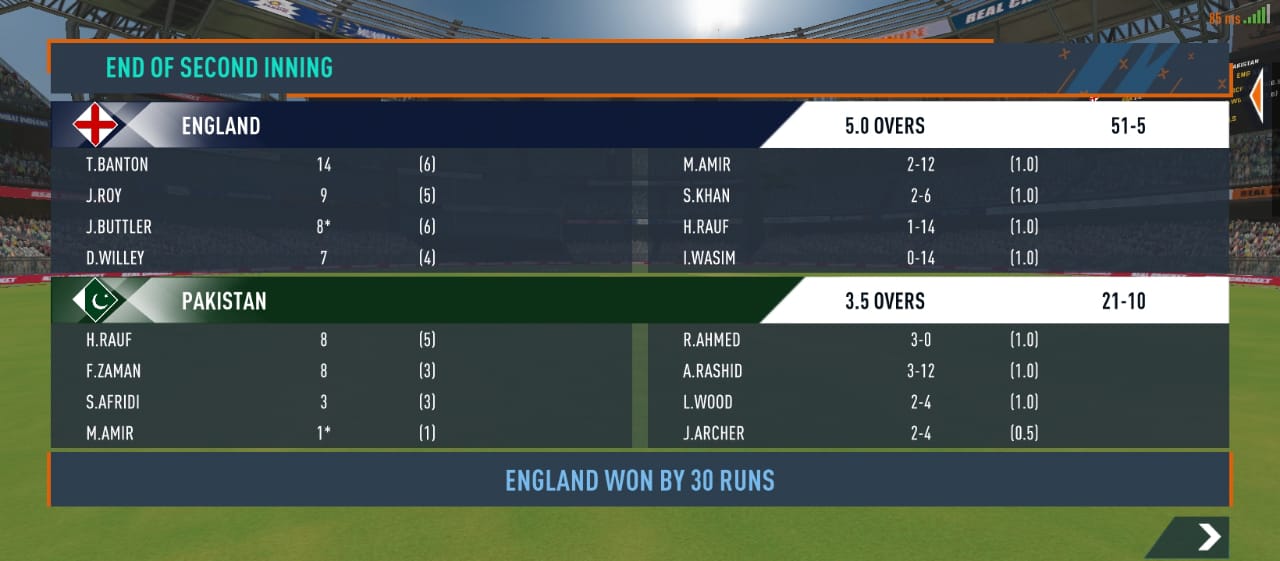 REAL CR
85 ms
END OF SECOND INNING
ENGLAND 5.0 OVERS 51-5
T.BANTON 14 (6) M.AMIR 2-12 (1.0)
J.ROY 9 (5) S.KHAN 2-6 (1.0)
J.BUTTLER 8* (6) H.RAUF 1-14 (1.0)
D.WILLEY 7 (4) I.WASIM 0-14 (1.0)
PAKISTAN 3.5 OVERS 21-10
H.RAUF 8 (5) R.AHMED 3-0 (1.0)
F.ZAMAN 8 (3) A.RASHID 3-12 (1.0)
S.AFRIDI 3 (3) L.WOOD 2-4 (1.0)
M.AMIR 1* (1) J.ARCHER 2-4 (0.5)
ENGLAND WON BY 30 RUNS